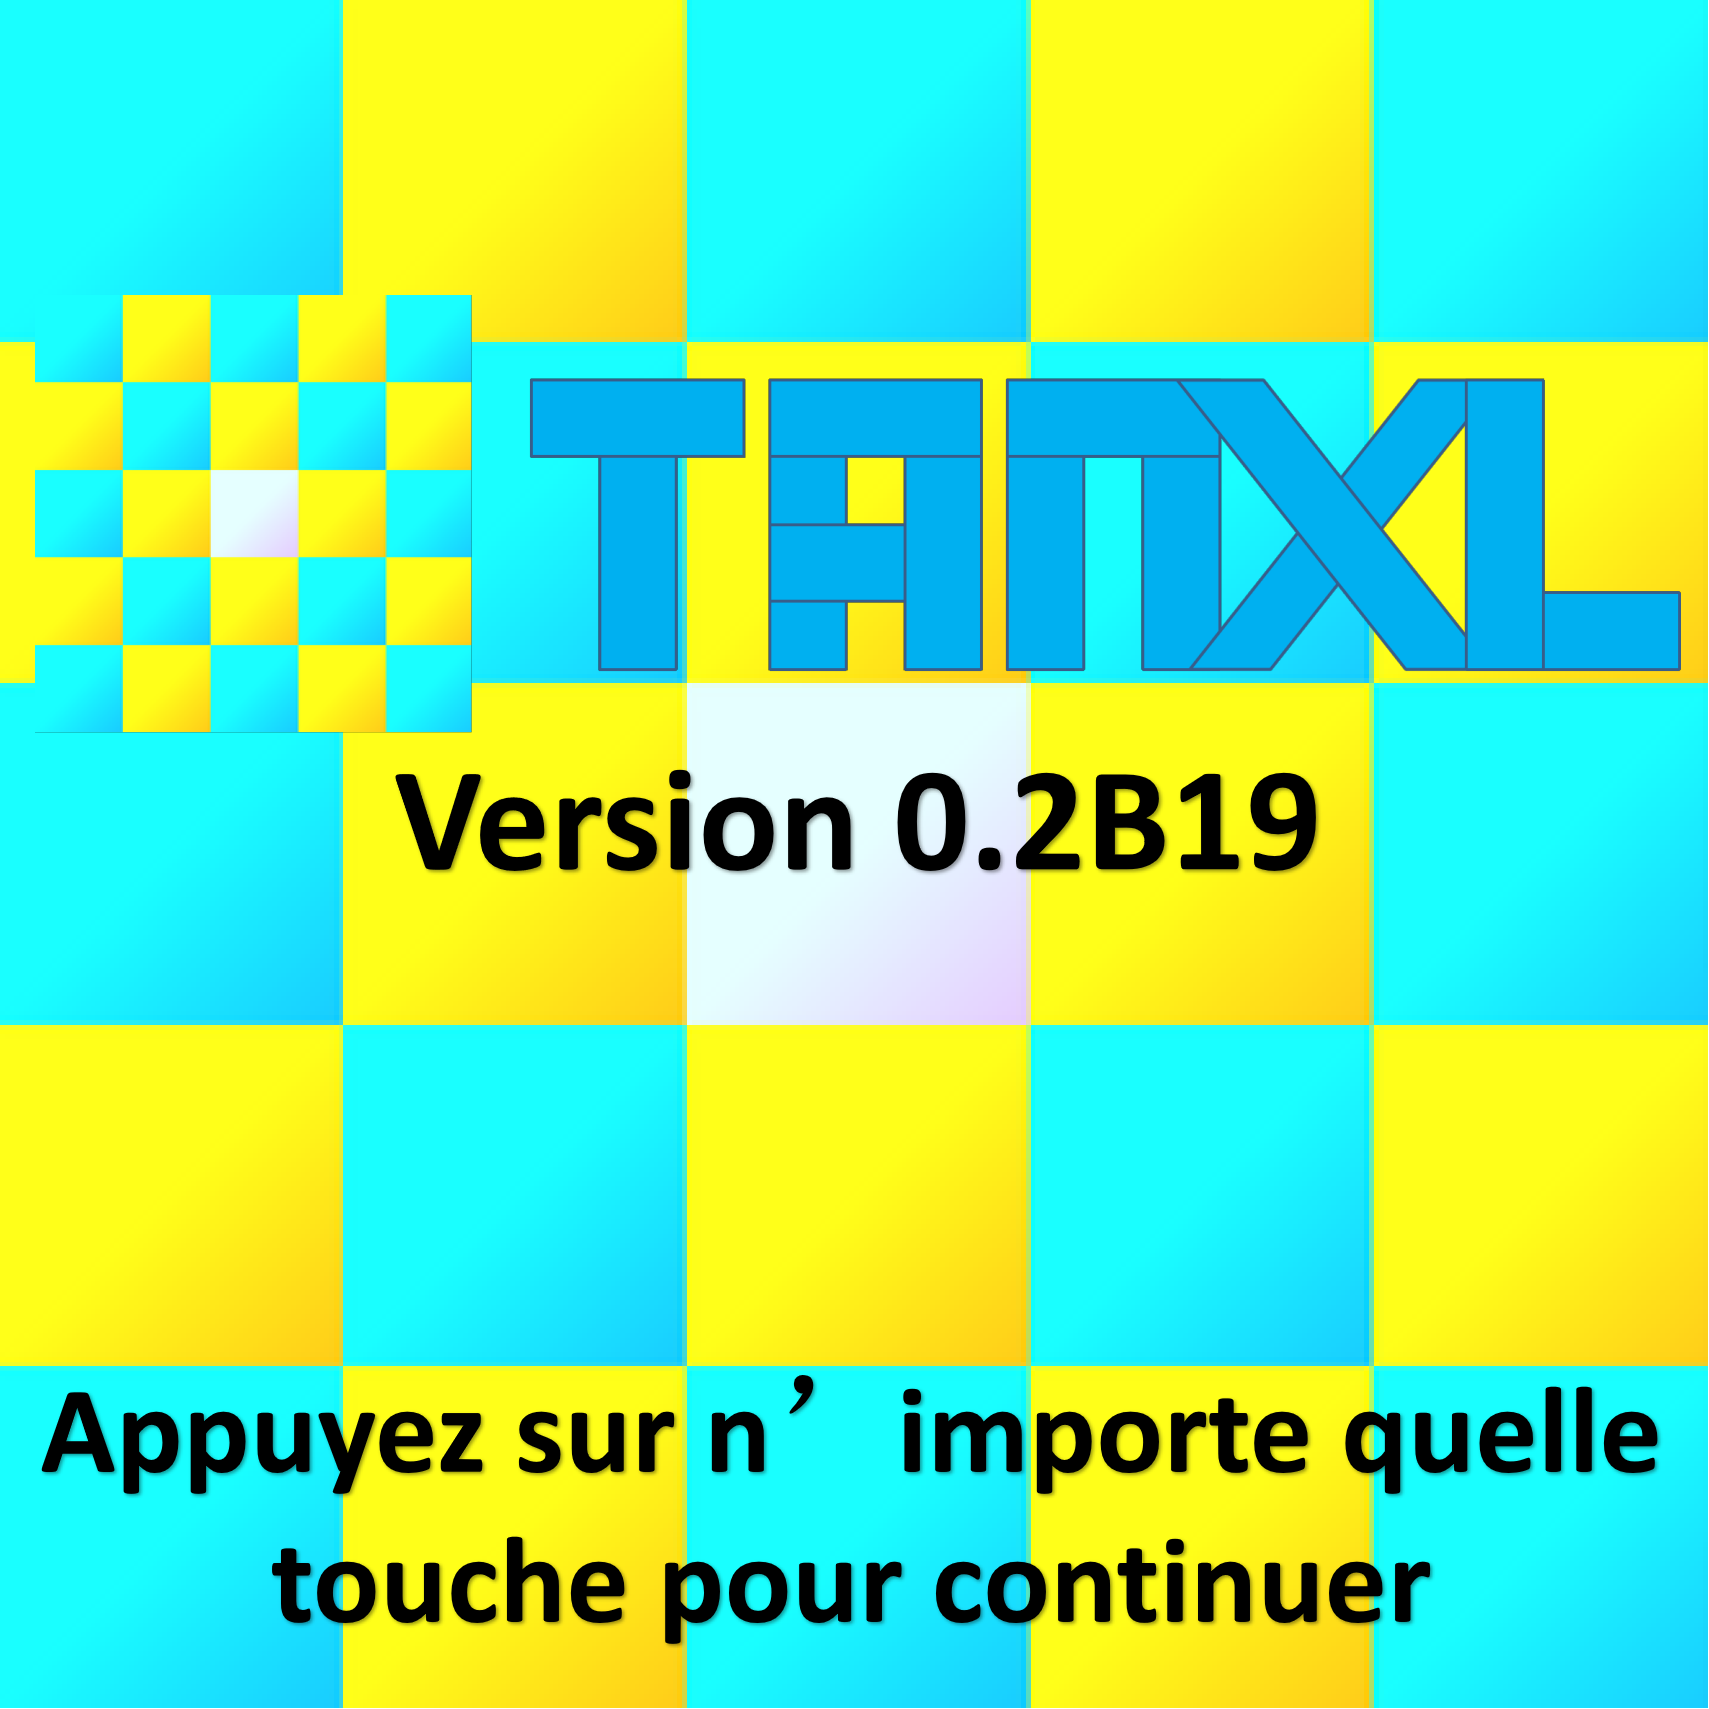 TANXL
Version 0.2B19
Appuyez sur n’importe quelle
touche pour continuer